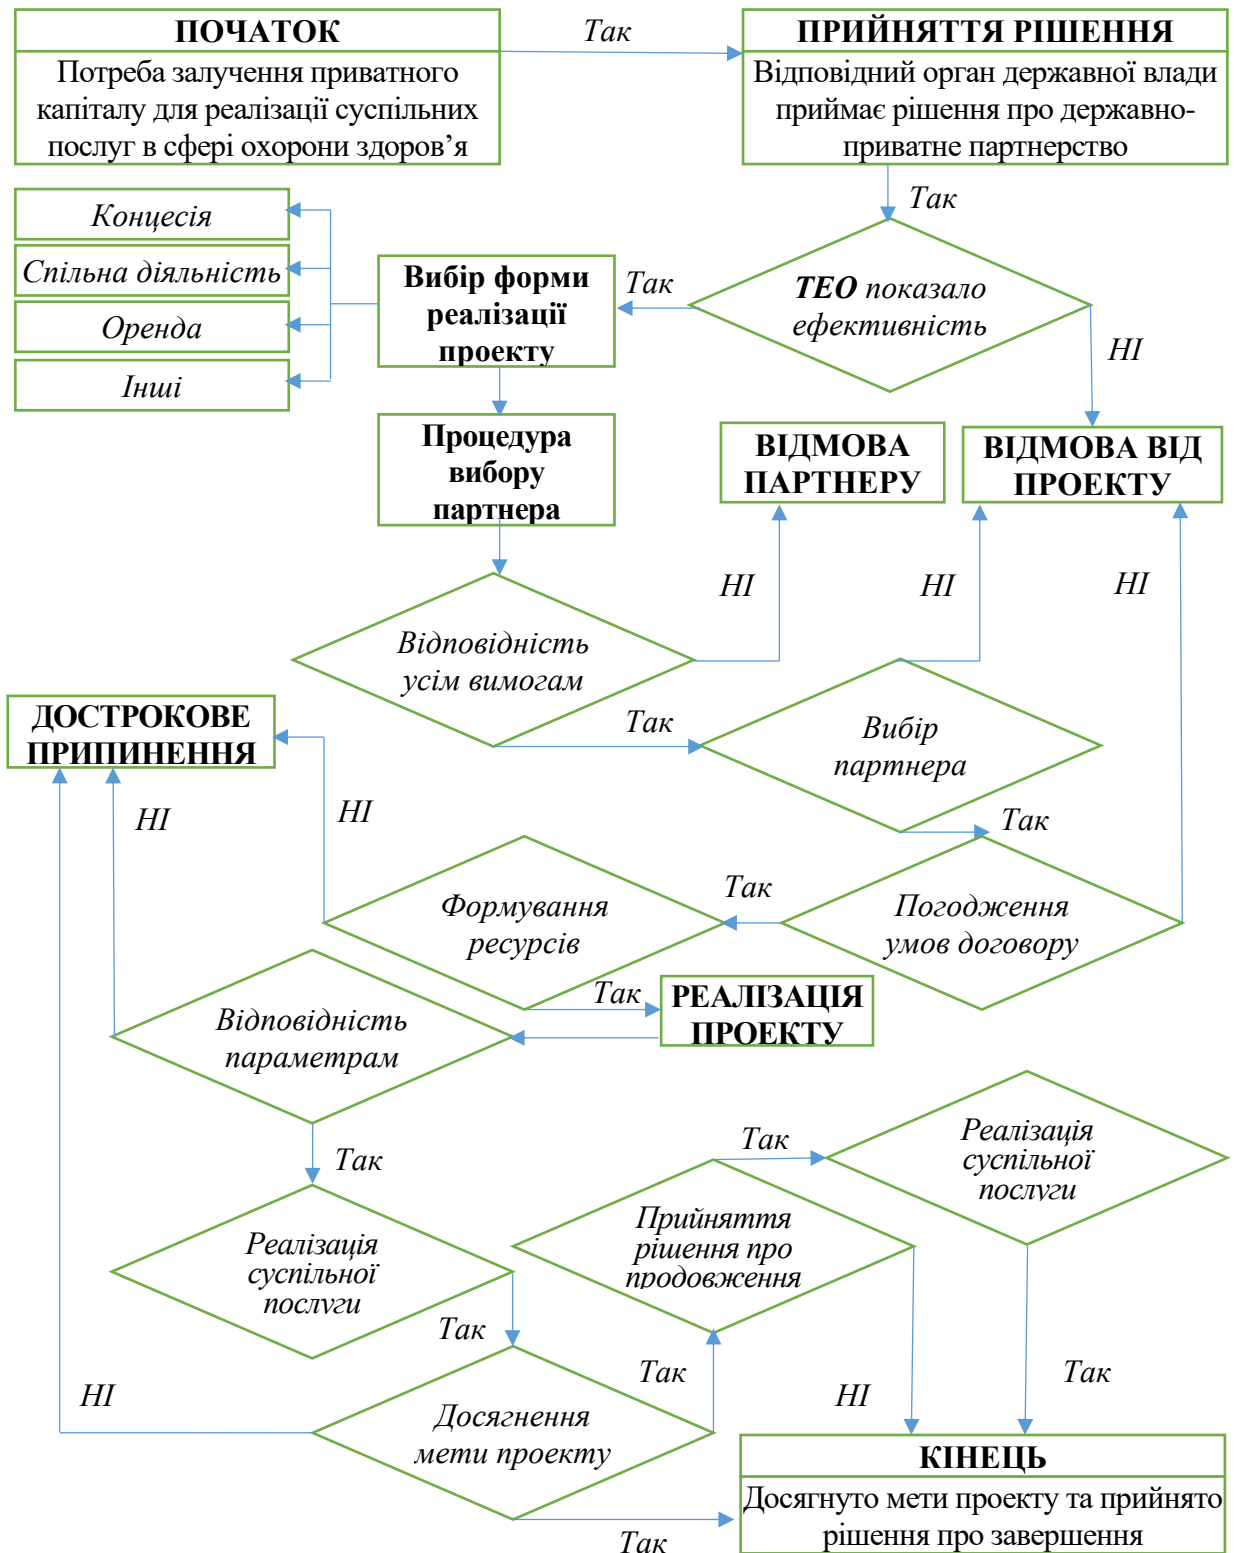 ПОЧАТОК
Потреба залучення приватного
капіталу для реалізації суспільних
послуг в сфері охорони здоров’я
Так
ПРИЙНЯТТЯ РІШЕННЯ
Відповідний орган державної влади
приймає рішення про державно-
приватне партнерство
Так
Концесія
Спільна діяльність
Оренда
Інші
Вибір форми
реалізації
проекту
Так
ТЕО показало
ефективність
НІ
Процедура
вибору
партнера
ВІДМОВА
ПАРТНЕРУ
ВІДМОВА ВІД
ПРОЕКТУ
НІ
НІ
НІ
Відповідність
усім вимогам
Так
Вибір
партнера
Так
ДОСТРОКОВЕ
ПРИПИНЕННЯ
НІ
НІ
Формування
ресурсів
Так
Погодження
умов договору
Так
РЕАЛІЗАЦІЯ
ПРОЕКТУ
Відповідність
параметрам
Так
Реалізація
суспільної
послуги
Так
Прийняття
рішення про
продовження
Так
Реалізація
суспільної
послуги
Так
НІ
Досягнення
мети проекту
Так
НІ
Так
КІНЕЦЬ
Досягнуто мети проекту та прийнято
рішення про завершення
Так